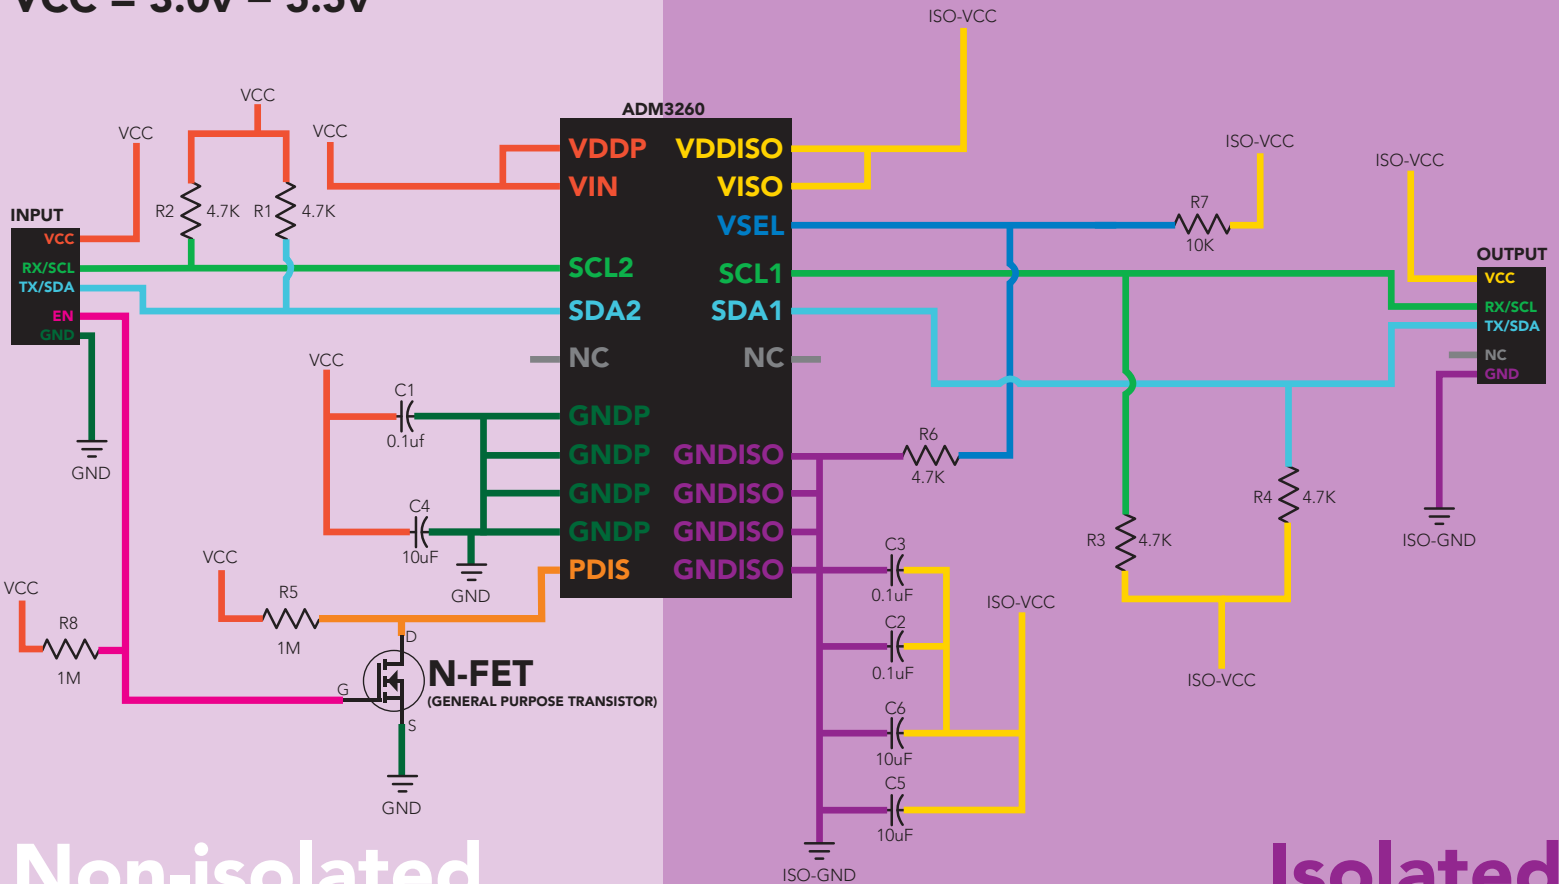 VCC = 3.0v – 5.5v
ISO-VCC
VCC
ADM3260
VCC
VCC
VDDP
VDDISO
ISO-VCC
ISO-VCC
VIN
VISO
R7
R2
4.7K
R1
4.7K
INPUT
VSEL
10K
VCC
OUTPUT
RX/SCL
SCL2
SCL1
VCC
TX/SDA
SDA2
SDA1
RX/SCL
EN
TX/SDA
GND
NC
NC
NC
VCC
GND
C1
GNDP
0.1uf
R6
GNDP
GNDISO
GND
4.7K
GNDP
GNDISO
R4
4.7K
C4
GNDP
GNDISO
10uF
C3
R3
4.7K
ISO-GND
VCC
PDIS
GNDISO
VCC
R5
GND
0.1uF
ISO-VCC
R8
1M
D
C2
0.1uF
1M
N-FET
G
(GENERAL PURPOSE TRANSISTOR)
ISO-VCC
S
C6
10uF
GND
C5
10uF
Non-isolated
Isolated
ISO-GND